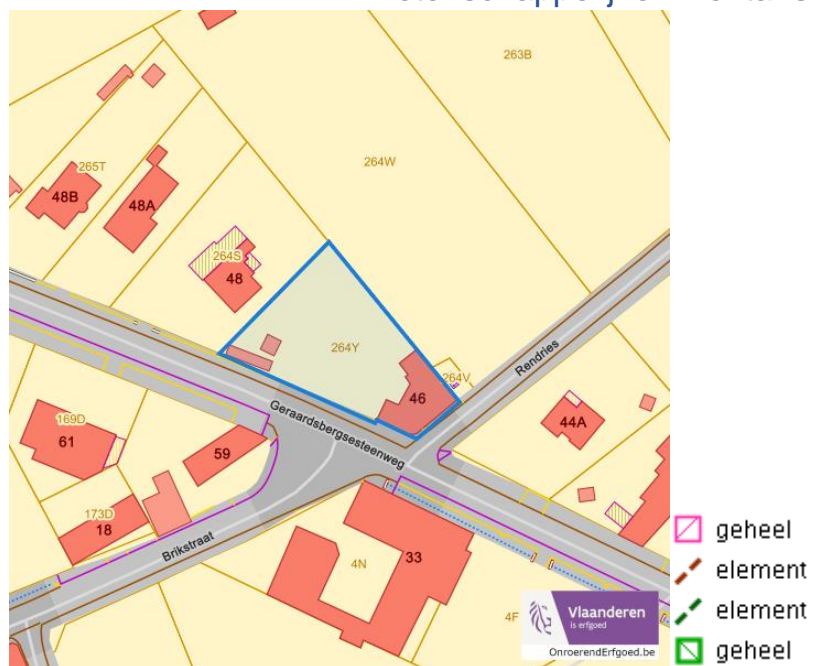 263B
264W
265T
48B
48A
264S
48
264Y
264V
46
Rendries
44A
Geraardsbergsesteenweg
169D
61
59
173D
18
Brikstraat
4N
33
4F
Vlaanderen
is erfgoed
OnroerendErfgoed.be
geheel
element
element
geheel